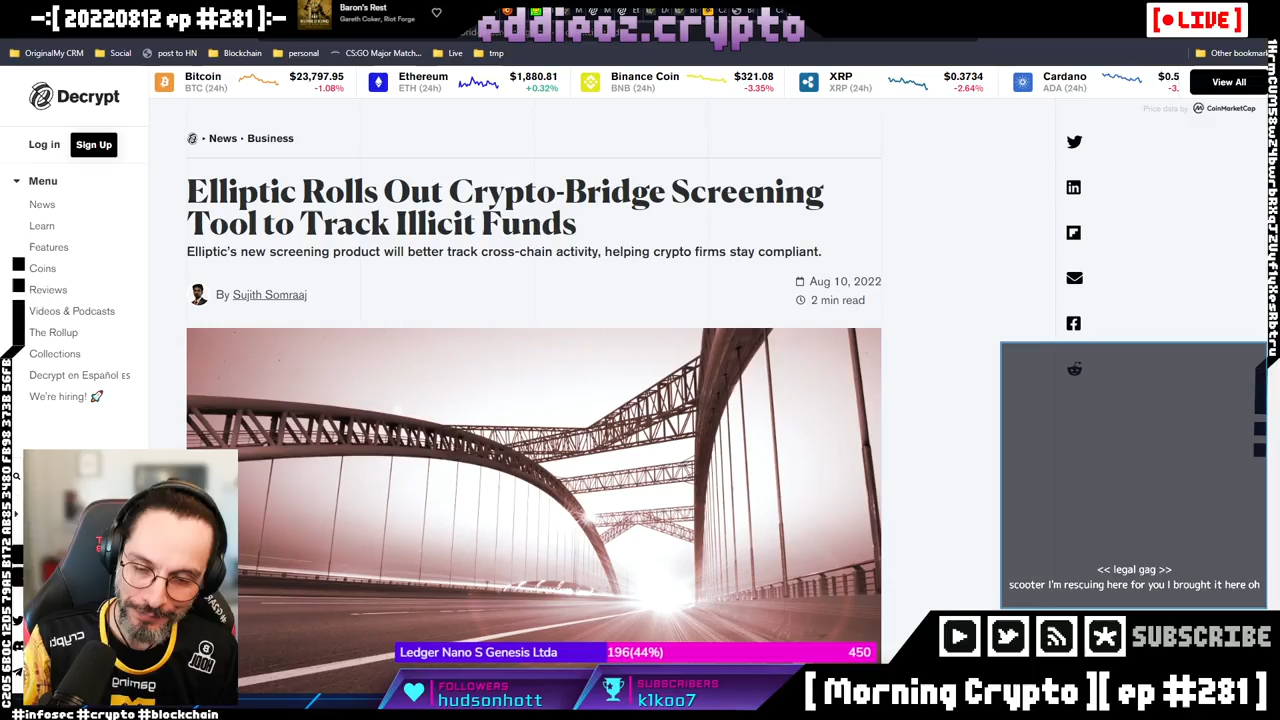 -:[ 20220812 ep #281 ]:-
Baron's Rest
Gareth Coker, Riot Forge
eddieoz.crypto
[● LIVE]
OriginalMy CRM
Social
post to HN
Blockchain
personal
CS:GO Major Match...
Live
tmp
Other bookmar
Decrypt
Bitcoin
BTC (24h)
$23,797.95
-1.08%
Ethereum
ETH (24h)
$1,880.81
+0.32%
Binance Coin
BNB (24h)
$321.08
-3.35%
XRP
XRP (24h)
$0.3734
-2.64%
Cardano
ADA (24h)
$0.5
-3.
View All
Price data by CoinMarketCap
Log in
Sign Up
Menu
News
Learn
Features
Coins
Reviews
Videos & Podcasts
The Rollup
Collections
Decrypt en Español ES
We're hiring! 🚀
• News • Business
Elliptic Rolls Out Crypto-Bridge Screening
Tool to Track Illicit Funds
Elliptic's new screening product will better track cross-chain activity, helping crypto firms stay compliant.
By Sujith Somraaj
Aug 10, 2022
2 min read
<< legal gag >>
scooter I'm rescuing here for you I brought it here oh
Ledger Nano S Genesis Ltda
196(44%)
450
FOLLOWERS
hudsonhott
SUBSCRIBERS
k1koo7
SUBSCRIBE
[ Morning Crypto ][ ep #281 ]
#infosec #crypto #blockchain